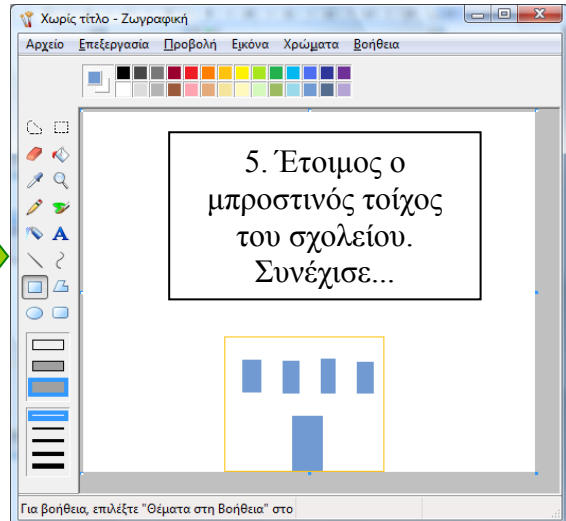 Χωρίς τίτλο - Ζωγραφική
Αρχείο Επεξεργασία Προβολή Εικόνα Χρώματα Βοήθεια
A
5. Έτοιμος ο
μπροστινός τοίχος
του σχολείου.
Συνέχισε...
Για βοήθεια, επιλέξτε "Θέματα στη Βοήθεια" στο